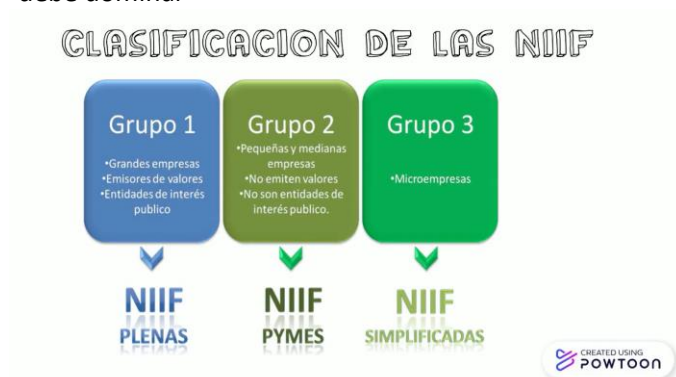 CLASIFICACION DE LAS NIIF
Grupo 1
•Grandes empresas
•Emisores de valores
•Entidades de interés
publico
NIIF
PLENAS
Grupo 2
•Pequeñas y medianas
empresas
•No emiten valores
•No son entidades de
interés publico.
NIIF
PYMES
Grupo 3
•Microempresas
NIIF
SIMPLIFICADAS
CREATED USING
POWTOON